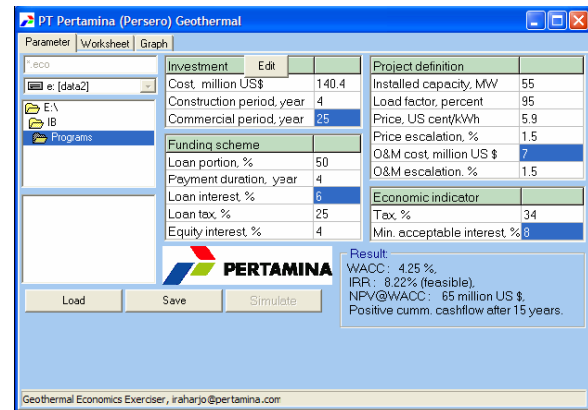 PT Pertamina (Persero) Geothermal
Parameter Worksheet Graph
*.eco
e: [data2]
E:\
IB
Programs
Investment Edit
Cost, million US$ 140.4
Construction period, year 4
Commercial period, year 25
Funding scheme
Loan portion, % 50
Payment duration, year 4
Loan interest, % 6
Loan tax, % 25
Equity interest, % 4
Project definition
Installed capacity, MW 55
Load factor, percent 95
Price, US cent/kWh 5.9
Price escalation, % 1.5
O&M cost, million US $ 7
O&M escalation. % 1.5
Economic indicator
Tax, % 34
Min. acceptable interest, % 8
PERTAMINA
Load Save Simulate
Result:
WACC : 4.25 %,
IRR : 8.22% (feasible),
NPV@WACC : 65 million US $,
Positive cumm. cashflow after 15 years.
Geothermal Economics Exerciser, iraharjo@pertamina.com